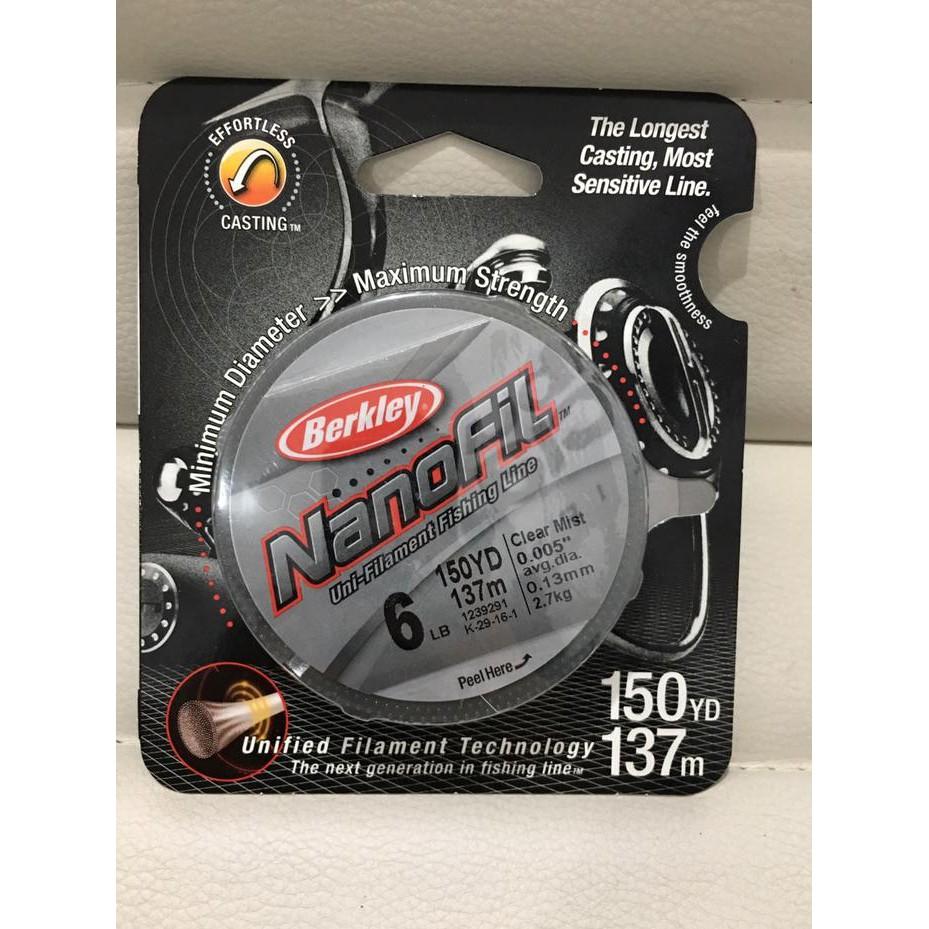 EFFORTLESS
CASTING™
The Longest
Casting, Most
Sensitive Line.
feel the smoothness
Minimum Diameter >> Maximum Strength
Berkley®
NanoFil™
Uni-Filament Fishing Line
6 LB
150YD
137m
1239291
K-29-16-1
Clear Mist
0.005"
avg.dia.
0.13mm
2.7kg
Peel Here
150YD
137m
Unified Filament Technology
The next generation in fishing line™